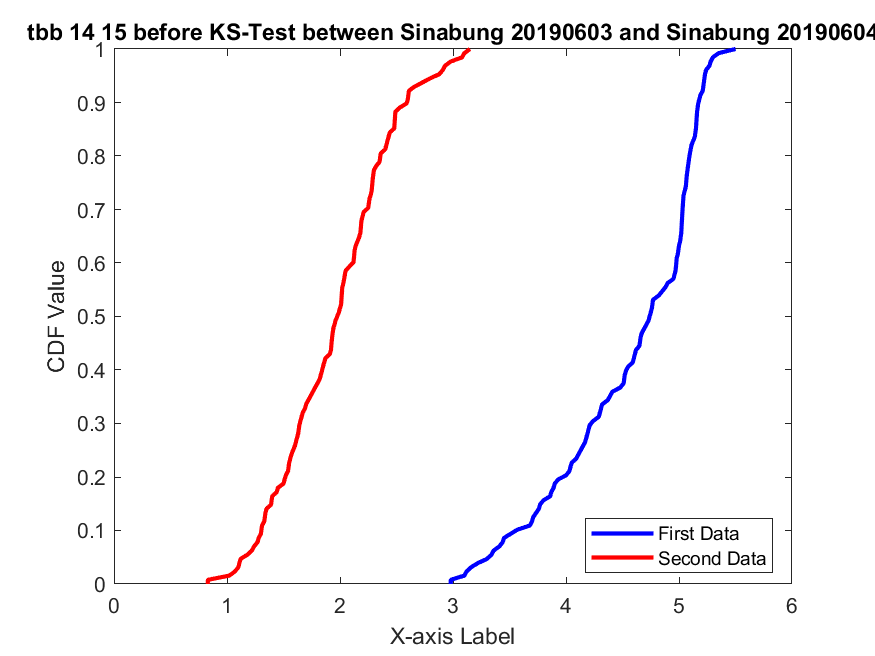 tbb 14 15 before KS-Test between Sinabung 20190603 and Sinabung 20190604
1
0.9
0.8
0.7
0.6
0.5
0.4
0.3
0.2
0.1
0
CDF Value
First Data
Second Data
0 1 2 3 4 5 6
X-axis Label